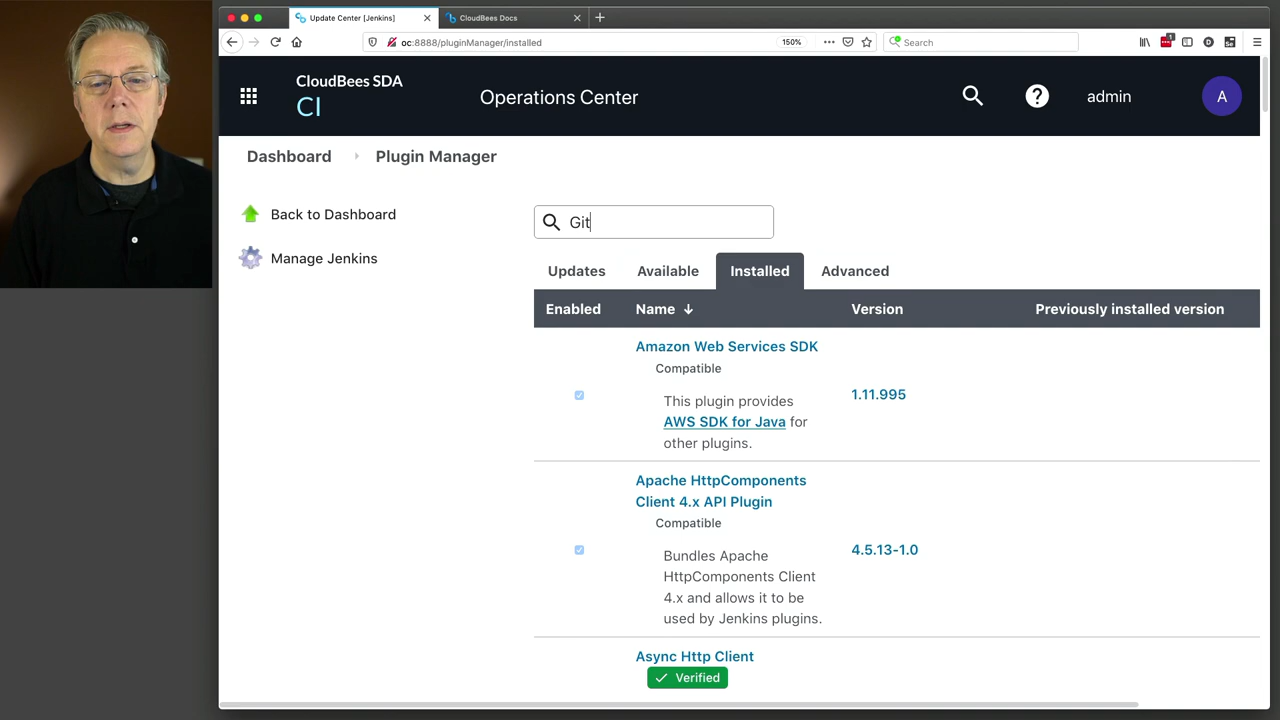 Update Center [Jenkins]
CloudBees Docs
oc:8888/pluginManager/installed
150%
Search
1
CloudBees SDA
CI
Operations Center
admin
A
Dashboard
Plugin Manager
Back to Dashboard
Manage Jenkins
Git
Updates
Available
Installed
Advanced
Enabled
Name ↓
Version
Previously installed version
Amazon Web Services SDK
Compatible
This plugin provides
AWS SDK for Java for
other plugins.
1.11.995
Apache HttpComponents
Client 4.x API Plugin
Compatible
Bundles Apache
HttpComponents Client
4.x and allows it to be
used by Jenkins plugins.
4.5.13-1.0
Async Http Client
Verified